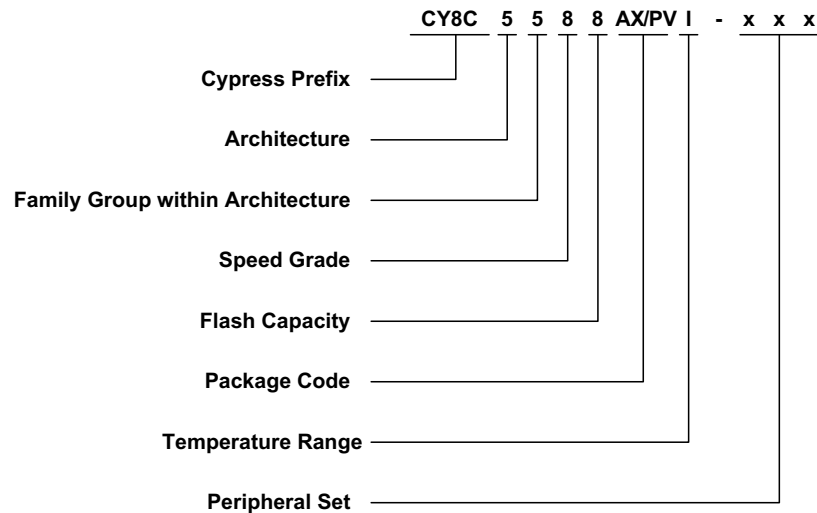 CY8C 5 5 8 8 AX/PV I - x x x
Cypress Prefix
Architecture
Family Group within Architecture
Speed Grade
Flash Capacity
Package Code
Temperature Range
Peripheral Set